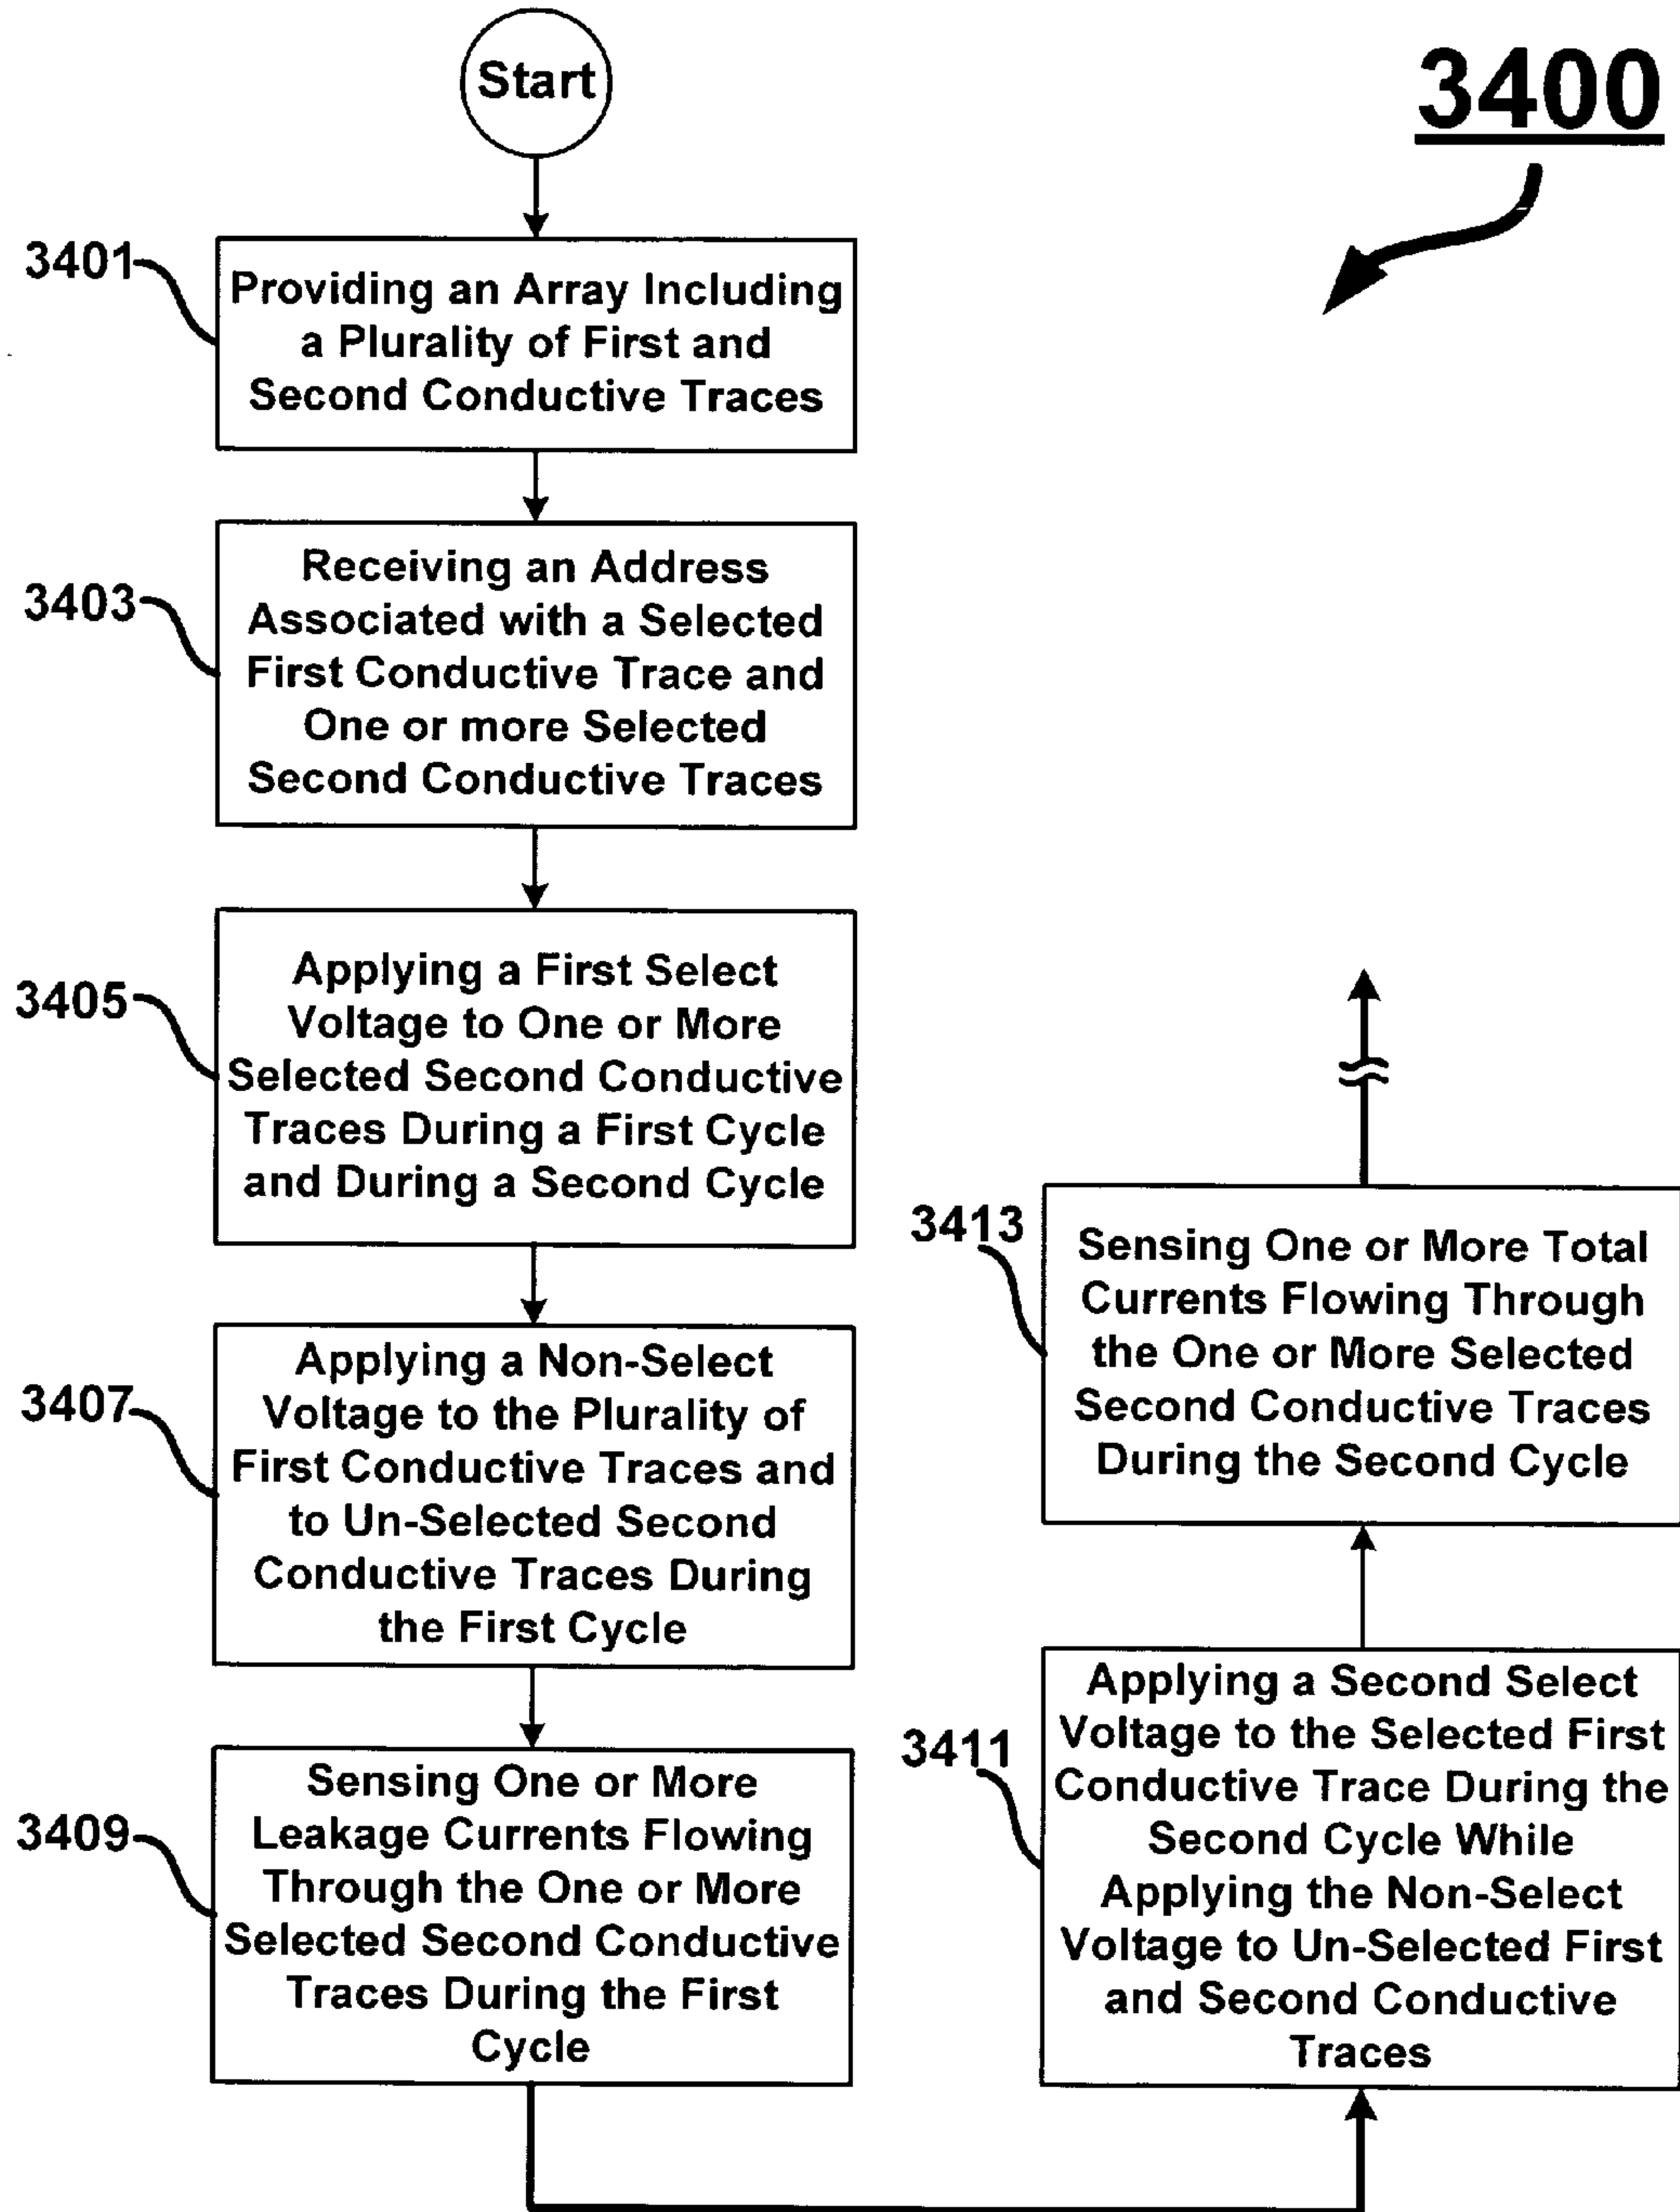 Start
3400
3401
Providing an Array Including
a Plurality of First and
Second Conductive Traces
3403
Receiving an Address
Associated with a Selected
First Conductive Trace and
One or more Selected
Second Conductive Traces
3405
Applying a First Select
Voltage to One or More
Selected Second Conductive
Traces During a First Cycle
and During a Second Cycle
3407
Applying a Non-Select
Voltage to the Plurality of
First Conductive Traces and
to Un-Selected Second
Conductive Traces During
the First Cycle
3409
Sensing One or More
Leakage Currents Flowing
Through the One or More
Selected Second Conductive
Traces During the First
Cycle
3411
Applying a Second Select
Voltage to the Selected First
Conductive Trace During the
Second Cycle While
Applying the Non-Select
Voltage to Un-Selected First
and Second Conductive
Traces
3413
Sensing One or More Total
Currents Flowing Through
the One or More Selected
Second Conductive Traces
During the Second Cycle